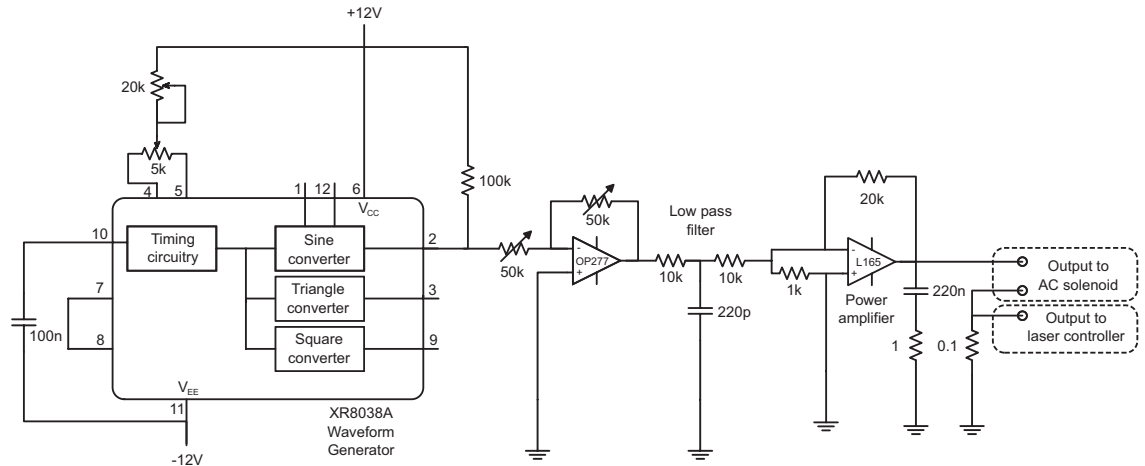 +12V
20k
5k
4
5
1
12
6
V_CC
100k
10
Timing
circuitry
Sine
converter
2
7
Triangle
converter
3
100n
8
Square
converter
9
V_EE
11
-12V
XR8038A
Waveform
Generator
50k
50k
-
OP277
+
Low pass
filter
10k
10k
220p
1k
20k
-
L165
+
Power
amplifier
220n
1
0.1
Output to
AC solenoid
Output to
laser controller